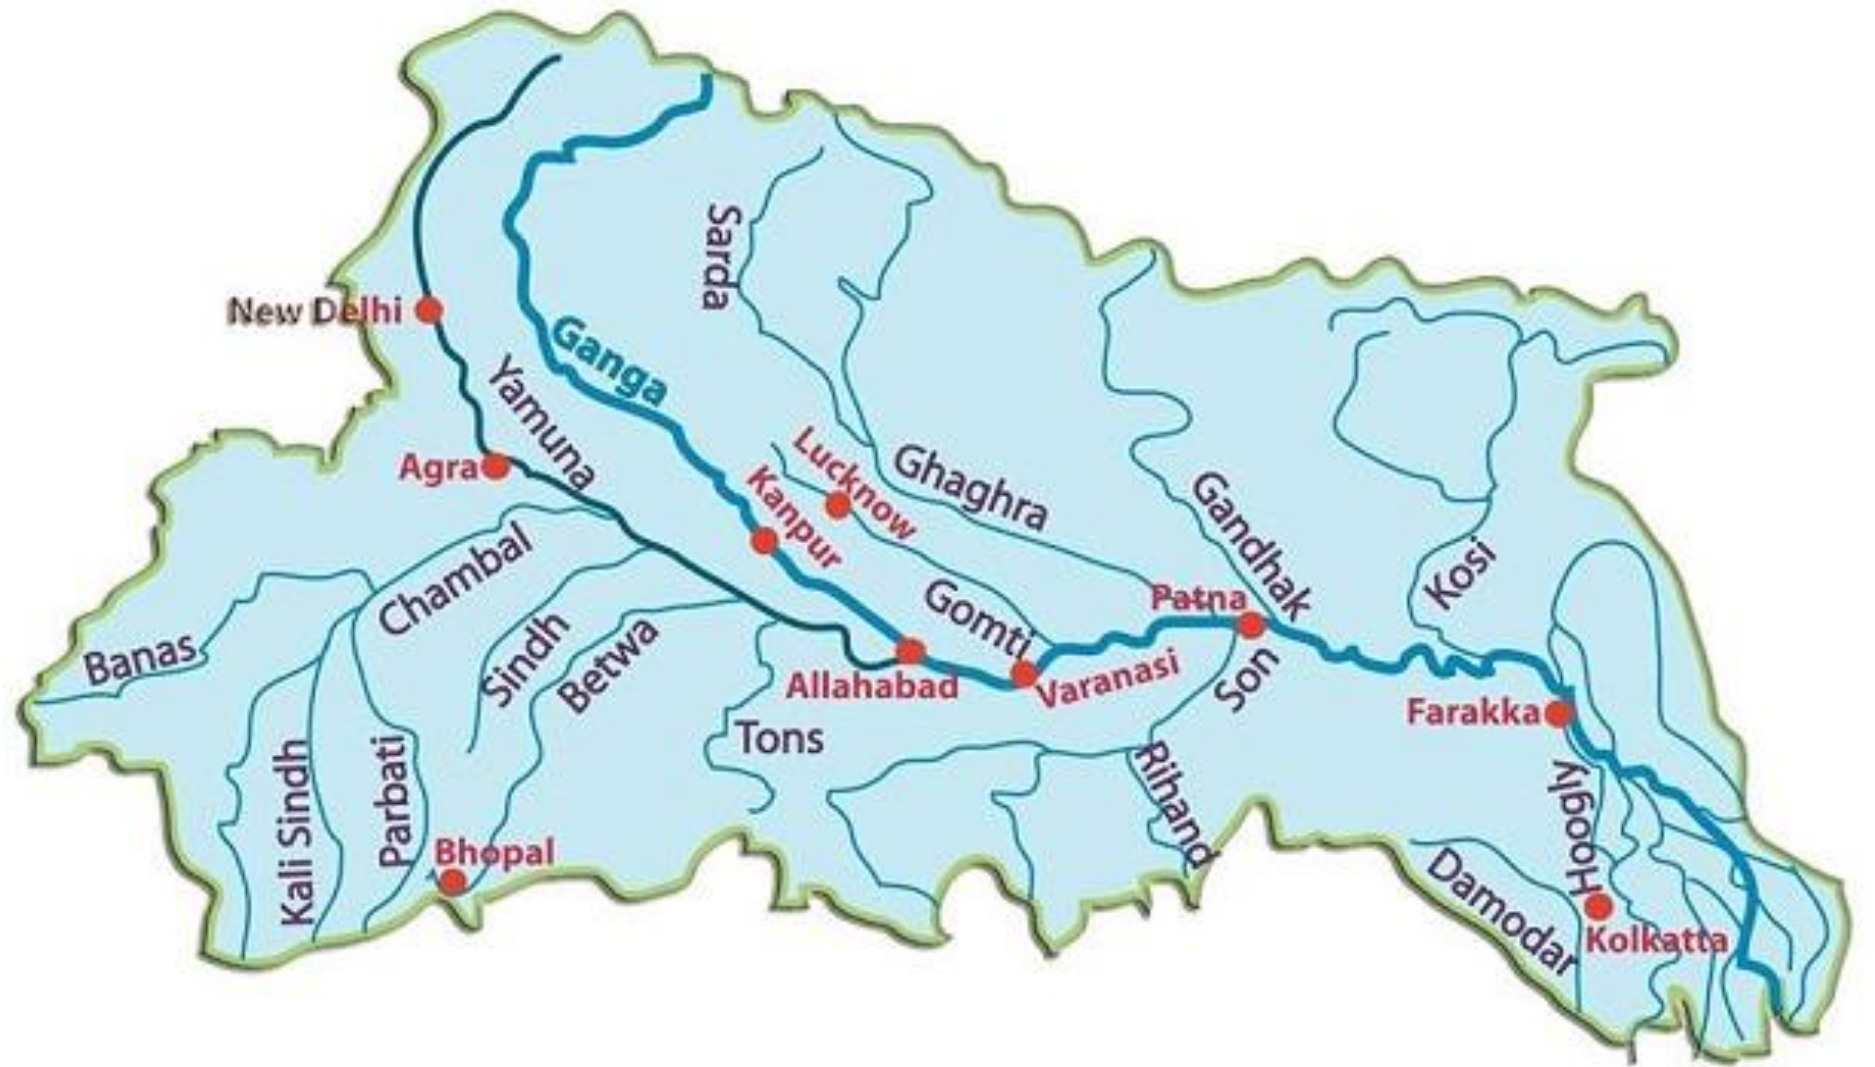 Sarda
New Delhi
Ganga
Yamuna
Agra
Lucknow
Kanpur
Ghaghra
Gandhak
Chambal
Kosi
Banas
Sindh
Betwa
Gomti
Patna
Allahabad
Varanasi
Son
Farakka
Tons
Kali Sindh
Parbati
Rihand
Hoogly
Bhopal
Damodar
Kolkatta